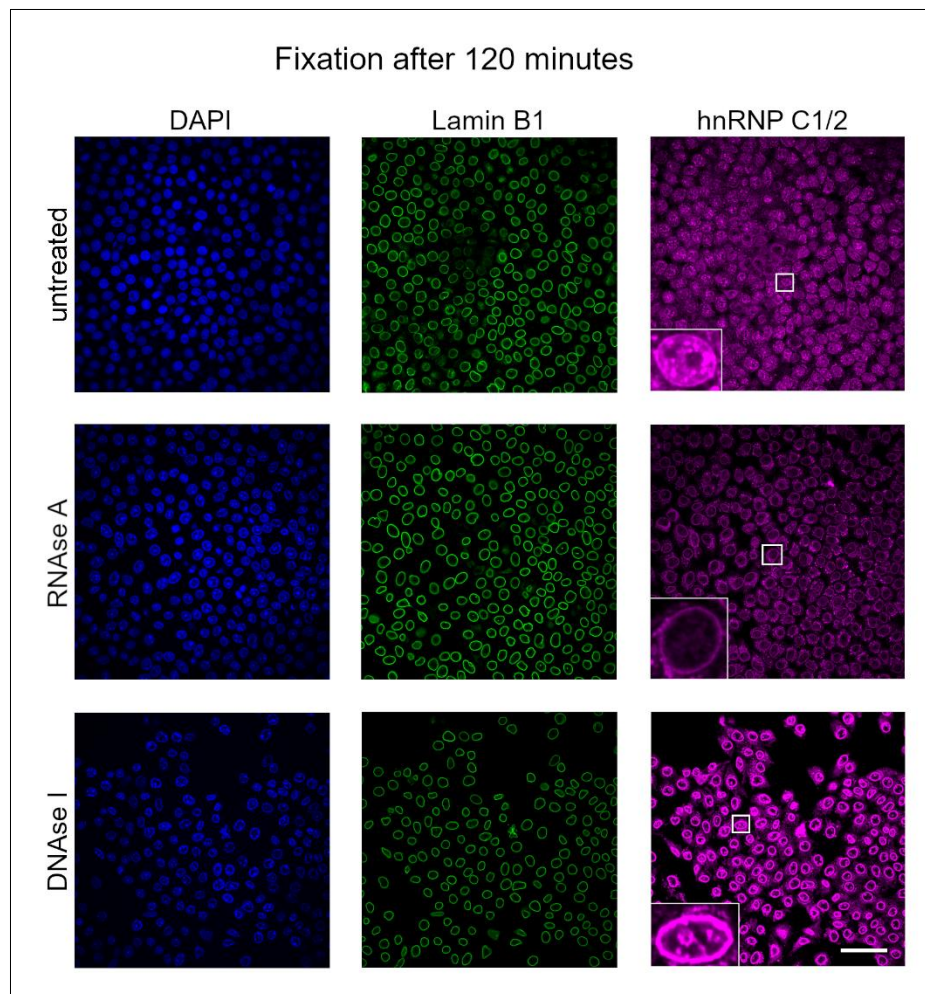 Fixation after 120 minutes
DAPI Lamin B1 hnRNP C1/2
untreated
RNAse A
DNAse I